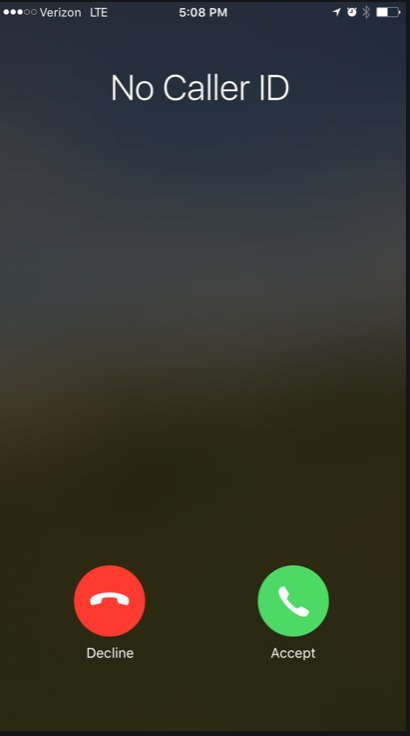 Verizon LTE 5:08 PM
No Caller ID
Decline Accept